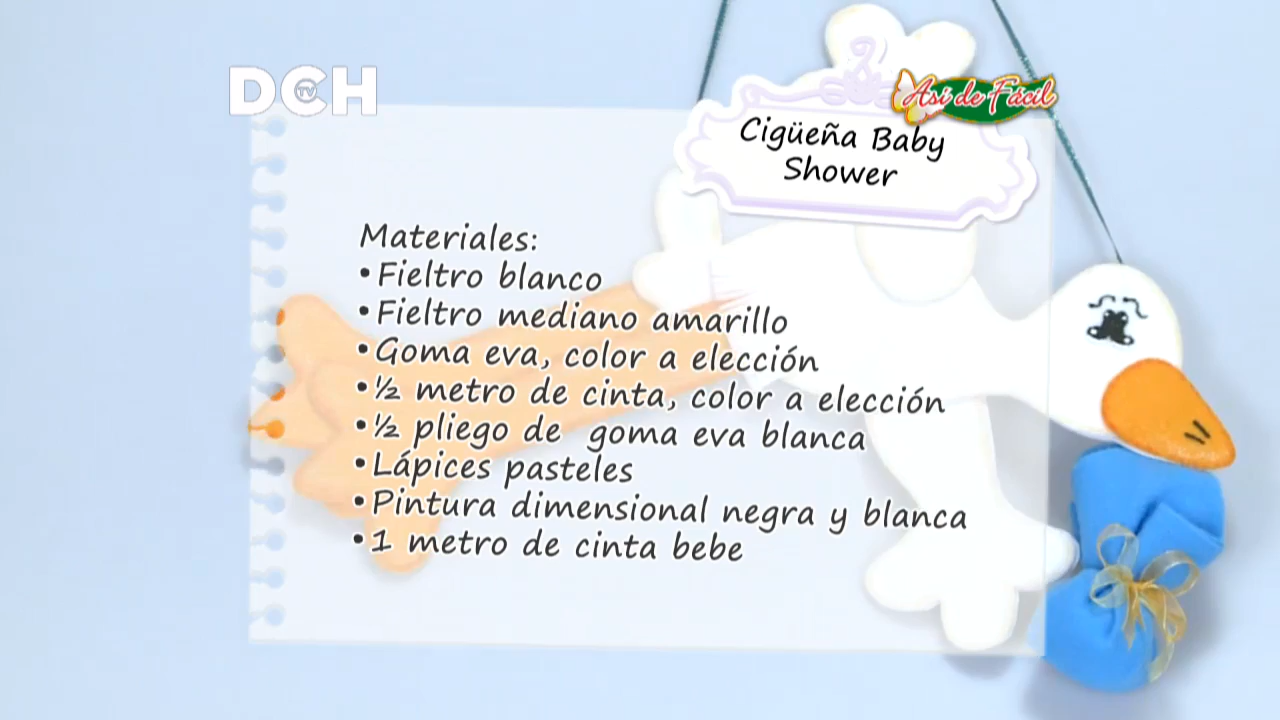 DCH
TV
Así de Fácil
Cigüeña Baby
Shower
Materiales:
•Fieltro blanco
•Fieltro mediano amarillo
•Goma eva, color a elección
•½ metro de cinta, color a elección
•½ pliego de goma eva blanca
•Lápices pasteles
•Pintura dimensional negra y blanca
•1 metro de cinta bebe